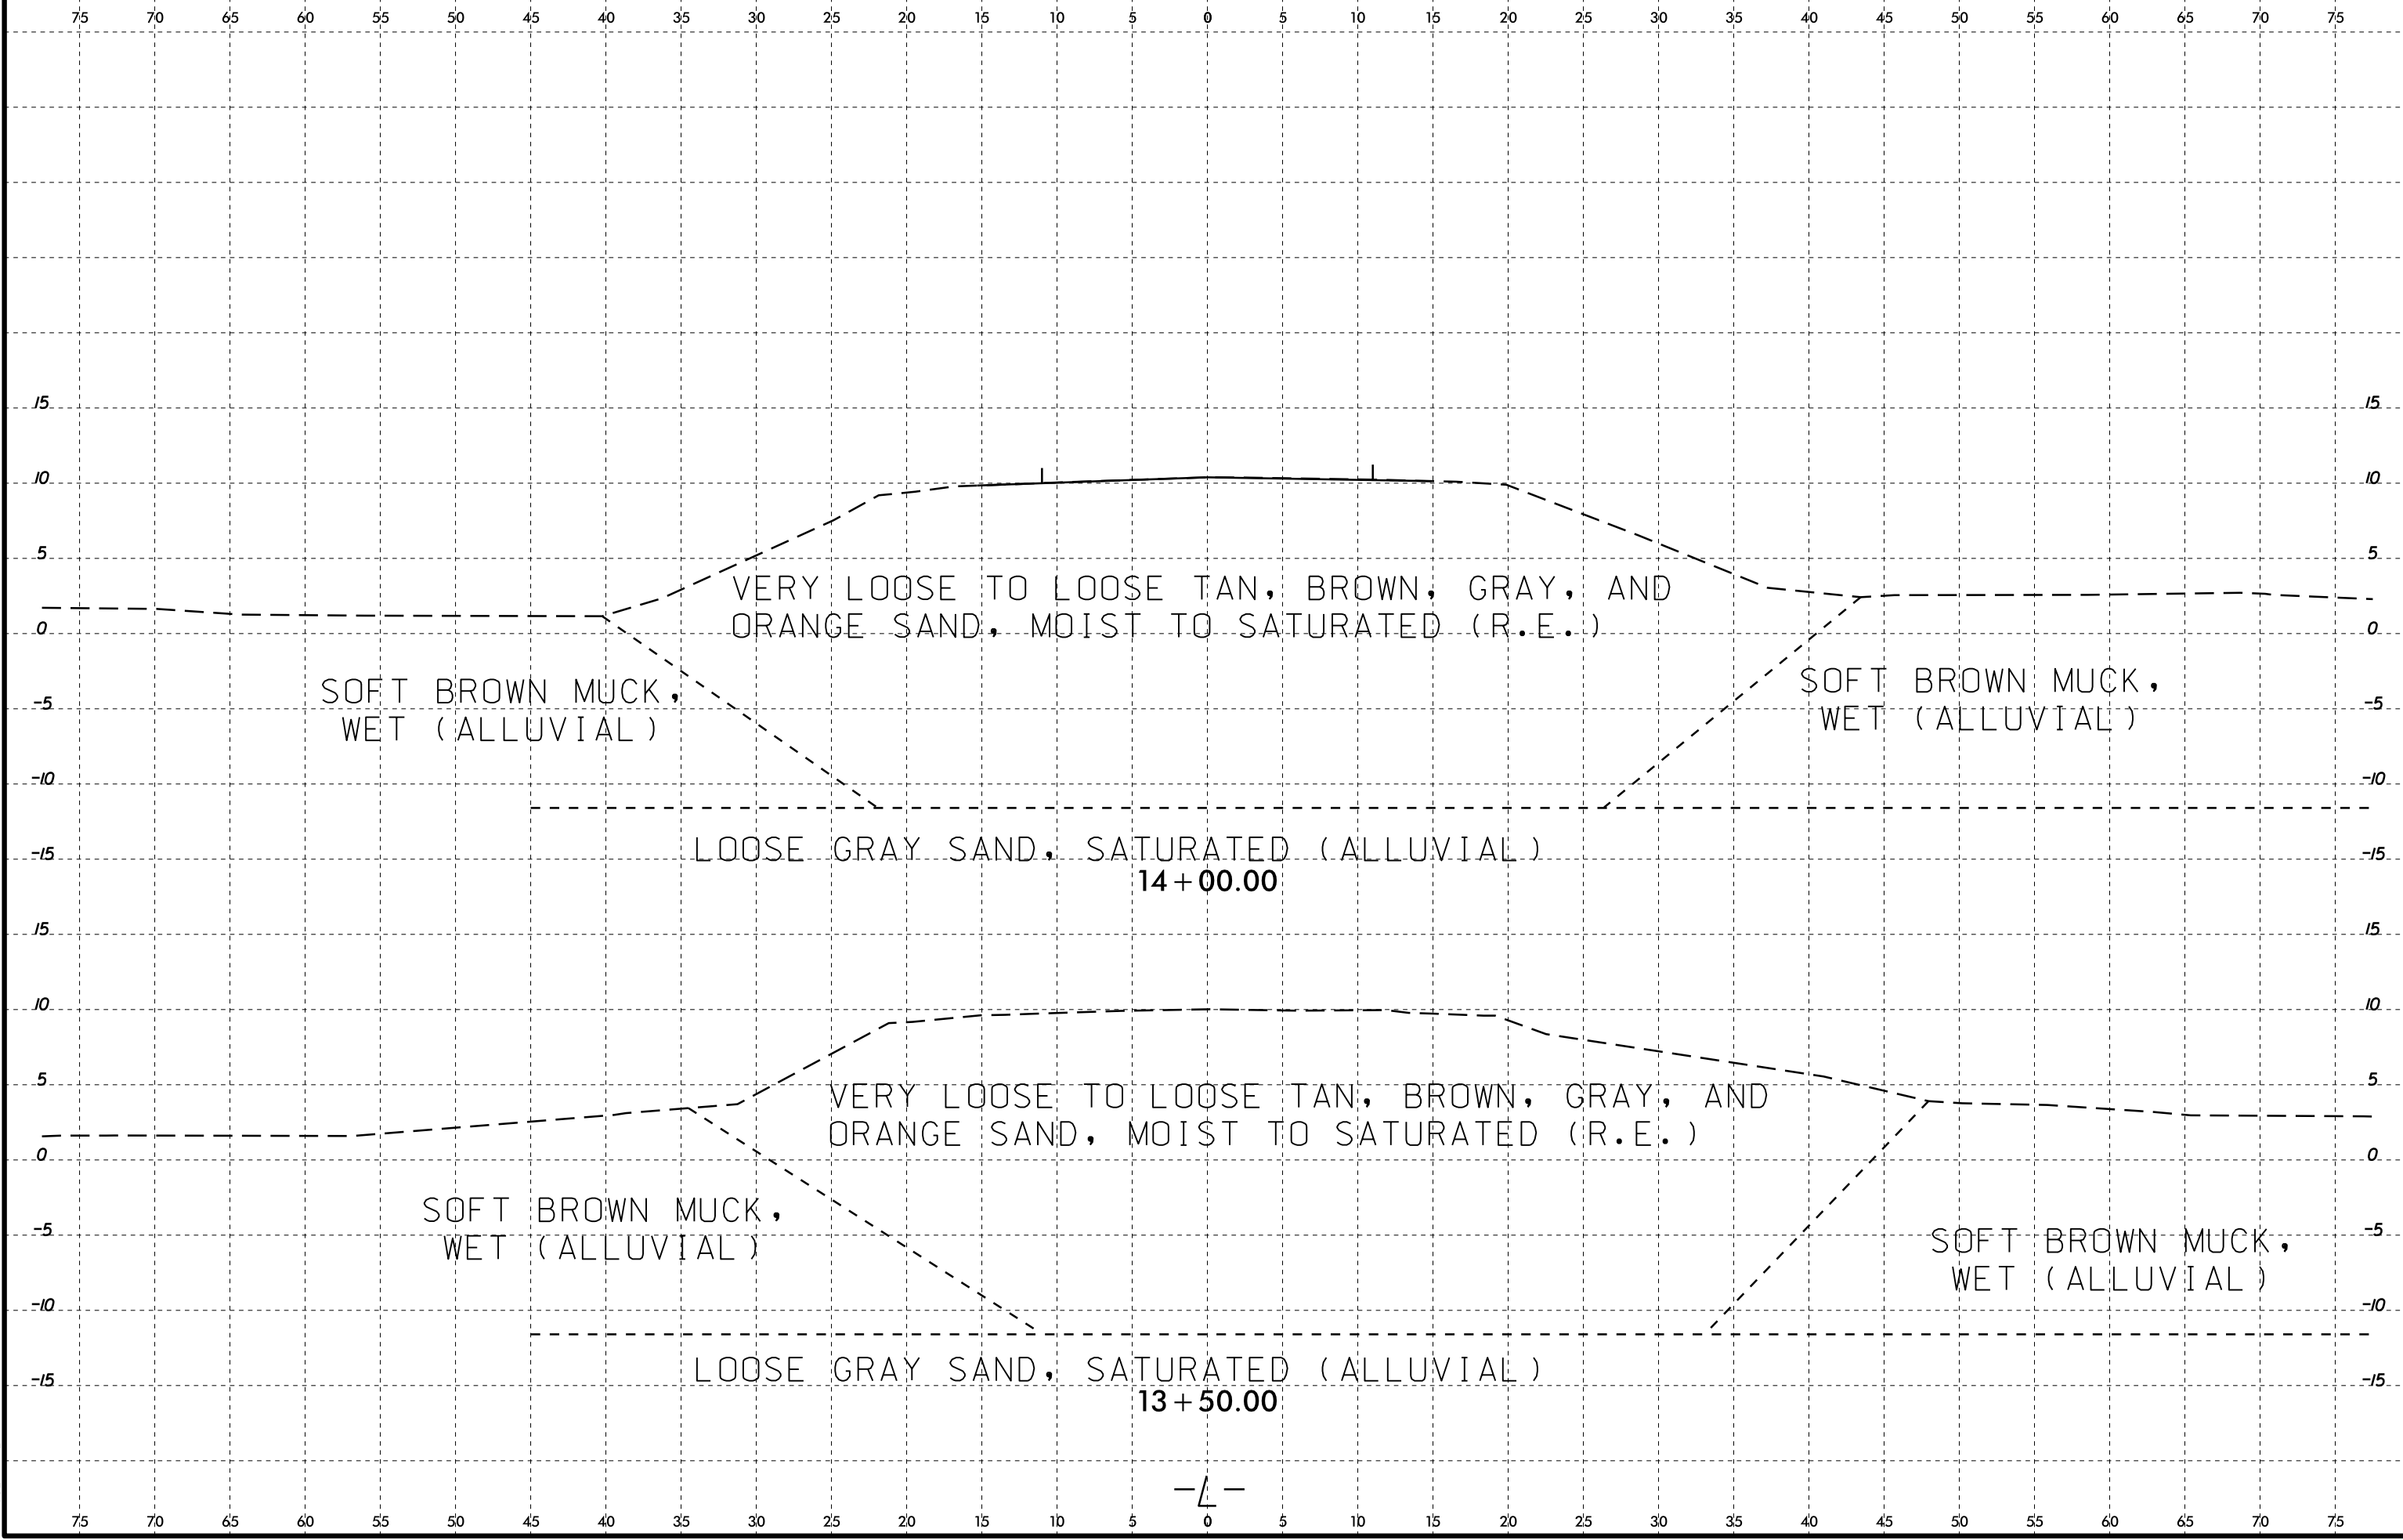 75 70 65 60 55 50 45 40 35 30 25 20 15 10 5 0 5 10 15 20 25 30 35 40 45 50 55 60 65 70 75
15 15
10 10
5 5
VERY LOOSE TO LOOSE TAN, BROWN, GRAY, AND
ORANGE SAND, MOIST TO SATURATED (R.E.)
0 0
SOFT BROWN MUCK,
WET (ALLUVIAL)
SOFT BROWN MUCK,
WET (ALLUVIAL)
-5 -5
-10 -10
LOOSE GRAY SAND, SATURATED (ALLUVIAL)
-15 -15
14+00.00
15 15
10 10
5 5
VERY LOOSE TO LOOSE TAN, BROWN, GRAY, AND
ORANGE SAND, MOIST TO SATURATED (R.E.)
0 0
SOFT BROWN MUCK,
WET (ALLUVIAL)
SOFT BROWN MUCK,
WET (ALLUVIAL)
-5 -5
-10 -10
LOOSE GRAY SAND, SATURATED (ALLUVIAL)
-15 -15
13+50.00
-L-
75 70 65 60 55 50 45 40 35 30 25 20 15 10 5 0 5 10 15 20 25 30 35 40 45 50 55 60 65 70 75